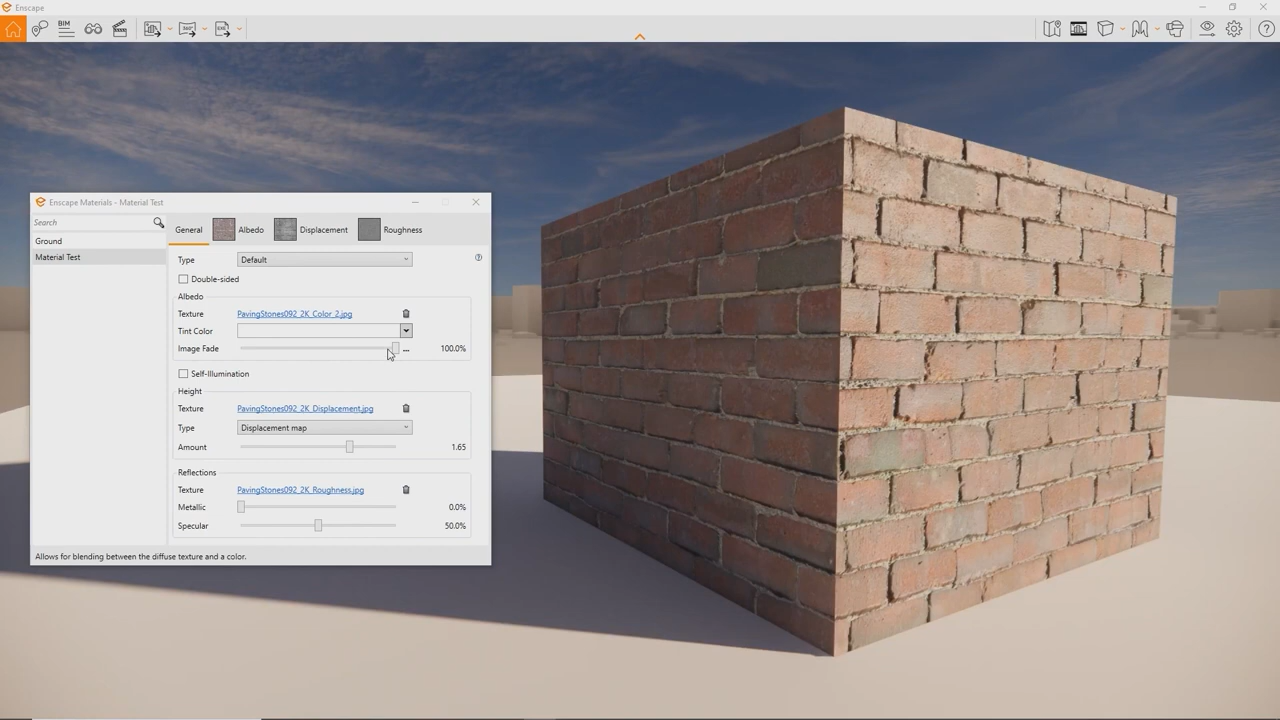 Enscape
BIM
360°
EXE
Enscape Materials - Material Test
Search
General
Albedo
Displacement
Roughness
Ground
Material Test
Type
Default
Double-sided
Albedo
Texture
PavingStones092_2K_Color_2.jpg
Tint Color
Image Fade
...
100.0%
Self-Illumination
Height
Texture
PavingStones092_2K_Displacement.jpg
Type
Displacement map
Amount
1.65
Reflections
Texture
PavingStones092_2K_Roughness.jpg
Metallic
0.0%
Specular
50.0%
Allows for blending between the diffuse texture and a color.